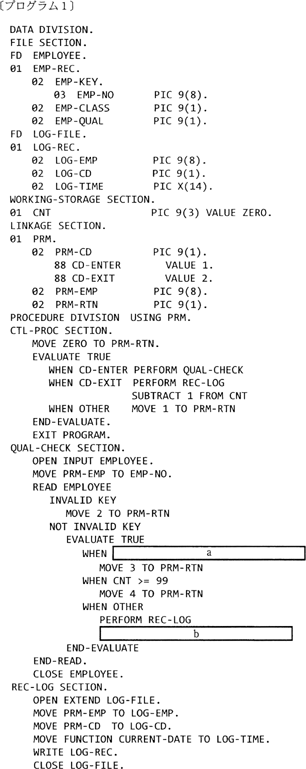 〔プログラム１〕
DATA DIVISION.
FILE SECTION.
FD EMPLOYEE.
01 EMP-REC.
02 EMP-KEY.
03 EMP-NO PIC 9(8).
02 EMP-CLASS PIC 9(1).
02 EMP-QUAL PIC 9(1).
FD LOG-FILE.
01 LOG-REC.
02 LOG-EMP PIC 9(8).
02 LOG-CD PIC 9(1).
02 LOG-TIME PIC X(14).
WORKING-STORAGE SECTION.
01 CNT PIC 9(3) VALUE ZERO.
LINKAGE SECTION.
01 PRM.
02 PRM-CD PIC 9(1).
88 CD-ENTER VALUE 1.
88 CD-EXIT VALUE 2.
02 PRM-EMP PIC 9(8).
02 PRM-RTN PIC 9(1).
PROCEDURE DIVISION USING PRM.
CTL-PROC SECTION.
MOVE ZERO TO PRM-RTN.
EVALUATE TRUE
WHEN CD-ENTER PERFORM QUAL-CHECK
WHEN CD-EXIT PERFORM REC-LOG
SUBTRACT 1 FROM CNT
WHEN OTHER MOVE 1 TO PRM-RTN
END-EVALUATE.
EXIT PROGRAM.
QUAL-CHECK SECTION.
OPEN INPUT EMPLOYEE.
MOVE PRM-EMP TO EMP-NO.
READ EMPLOYEE
INVALID KEY
MOVE 2 TO PRM-RTN
NOT INVALID KEY
EVALUATE TRUE
WHEN a
MOVE 3 TO PRM-RTN
WHEN CNT >= 99
MOVE 4 TO PRM-RTN
WHEN OTHER
PERFORM REC-LOG
b
END-EVALUATE
END-READ.
CLOSE EMPLOYEE.
REC-LOG SECTION.
OPEN EXTEND LOG-FILE.
MOVE PRM-EMP TO LOG-EMP.
MOVE PRM-CD TO LOG-CD.
MOVE FUNCTION CURRENT-DATE TO LOG-TIME.
WRITE LOG-REC.
CLOSE LOG-FILE.